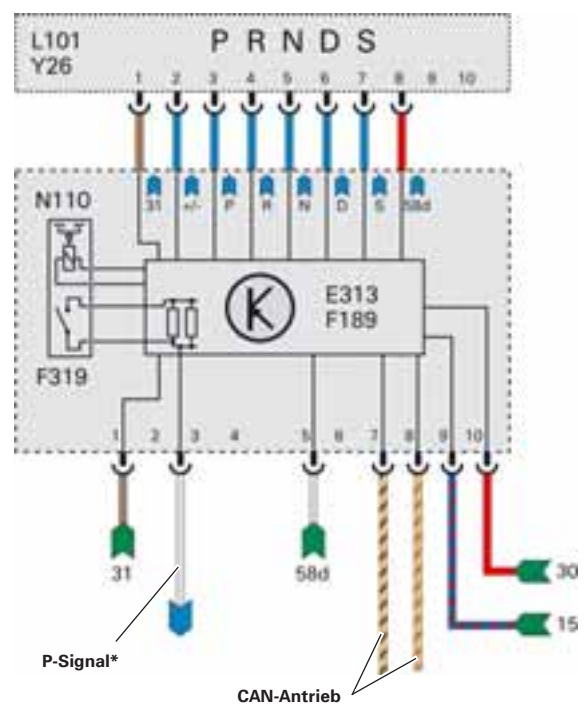 L101
Y26
P R N D S
1 2 3 4 5 6 7 8 9 10
31 +/- P R N D S 58d
N110
E313
F189
K
F319
1 2 3 4 5 6 7 8 9 10
31
58d
30
15
P-Signal*
CAN-Antrieb